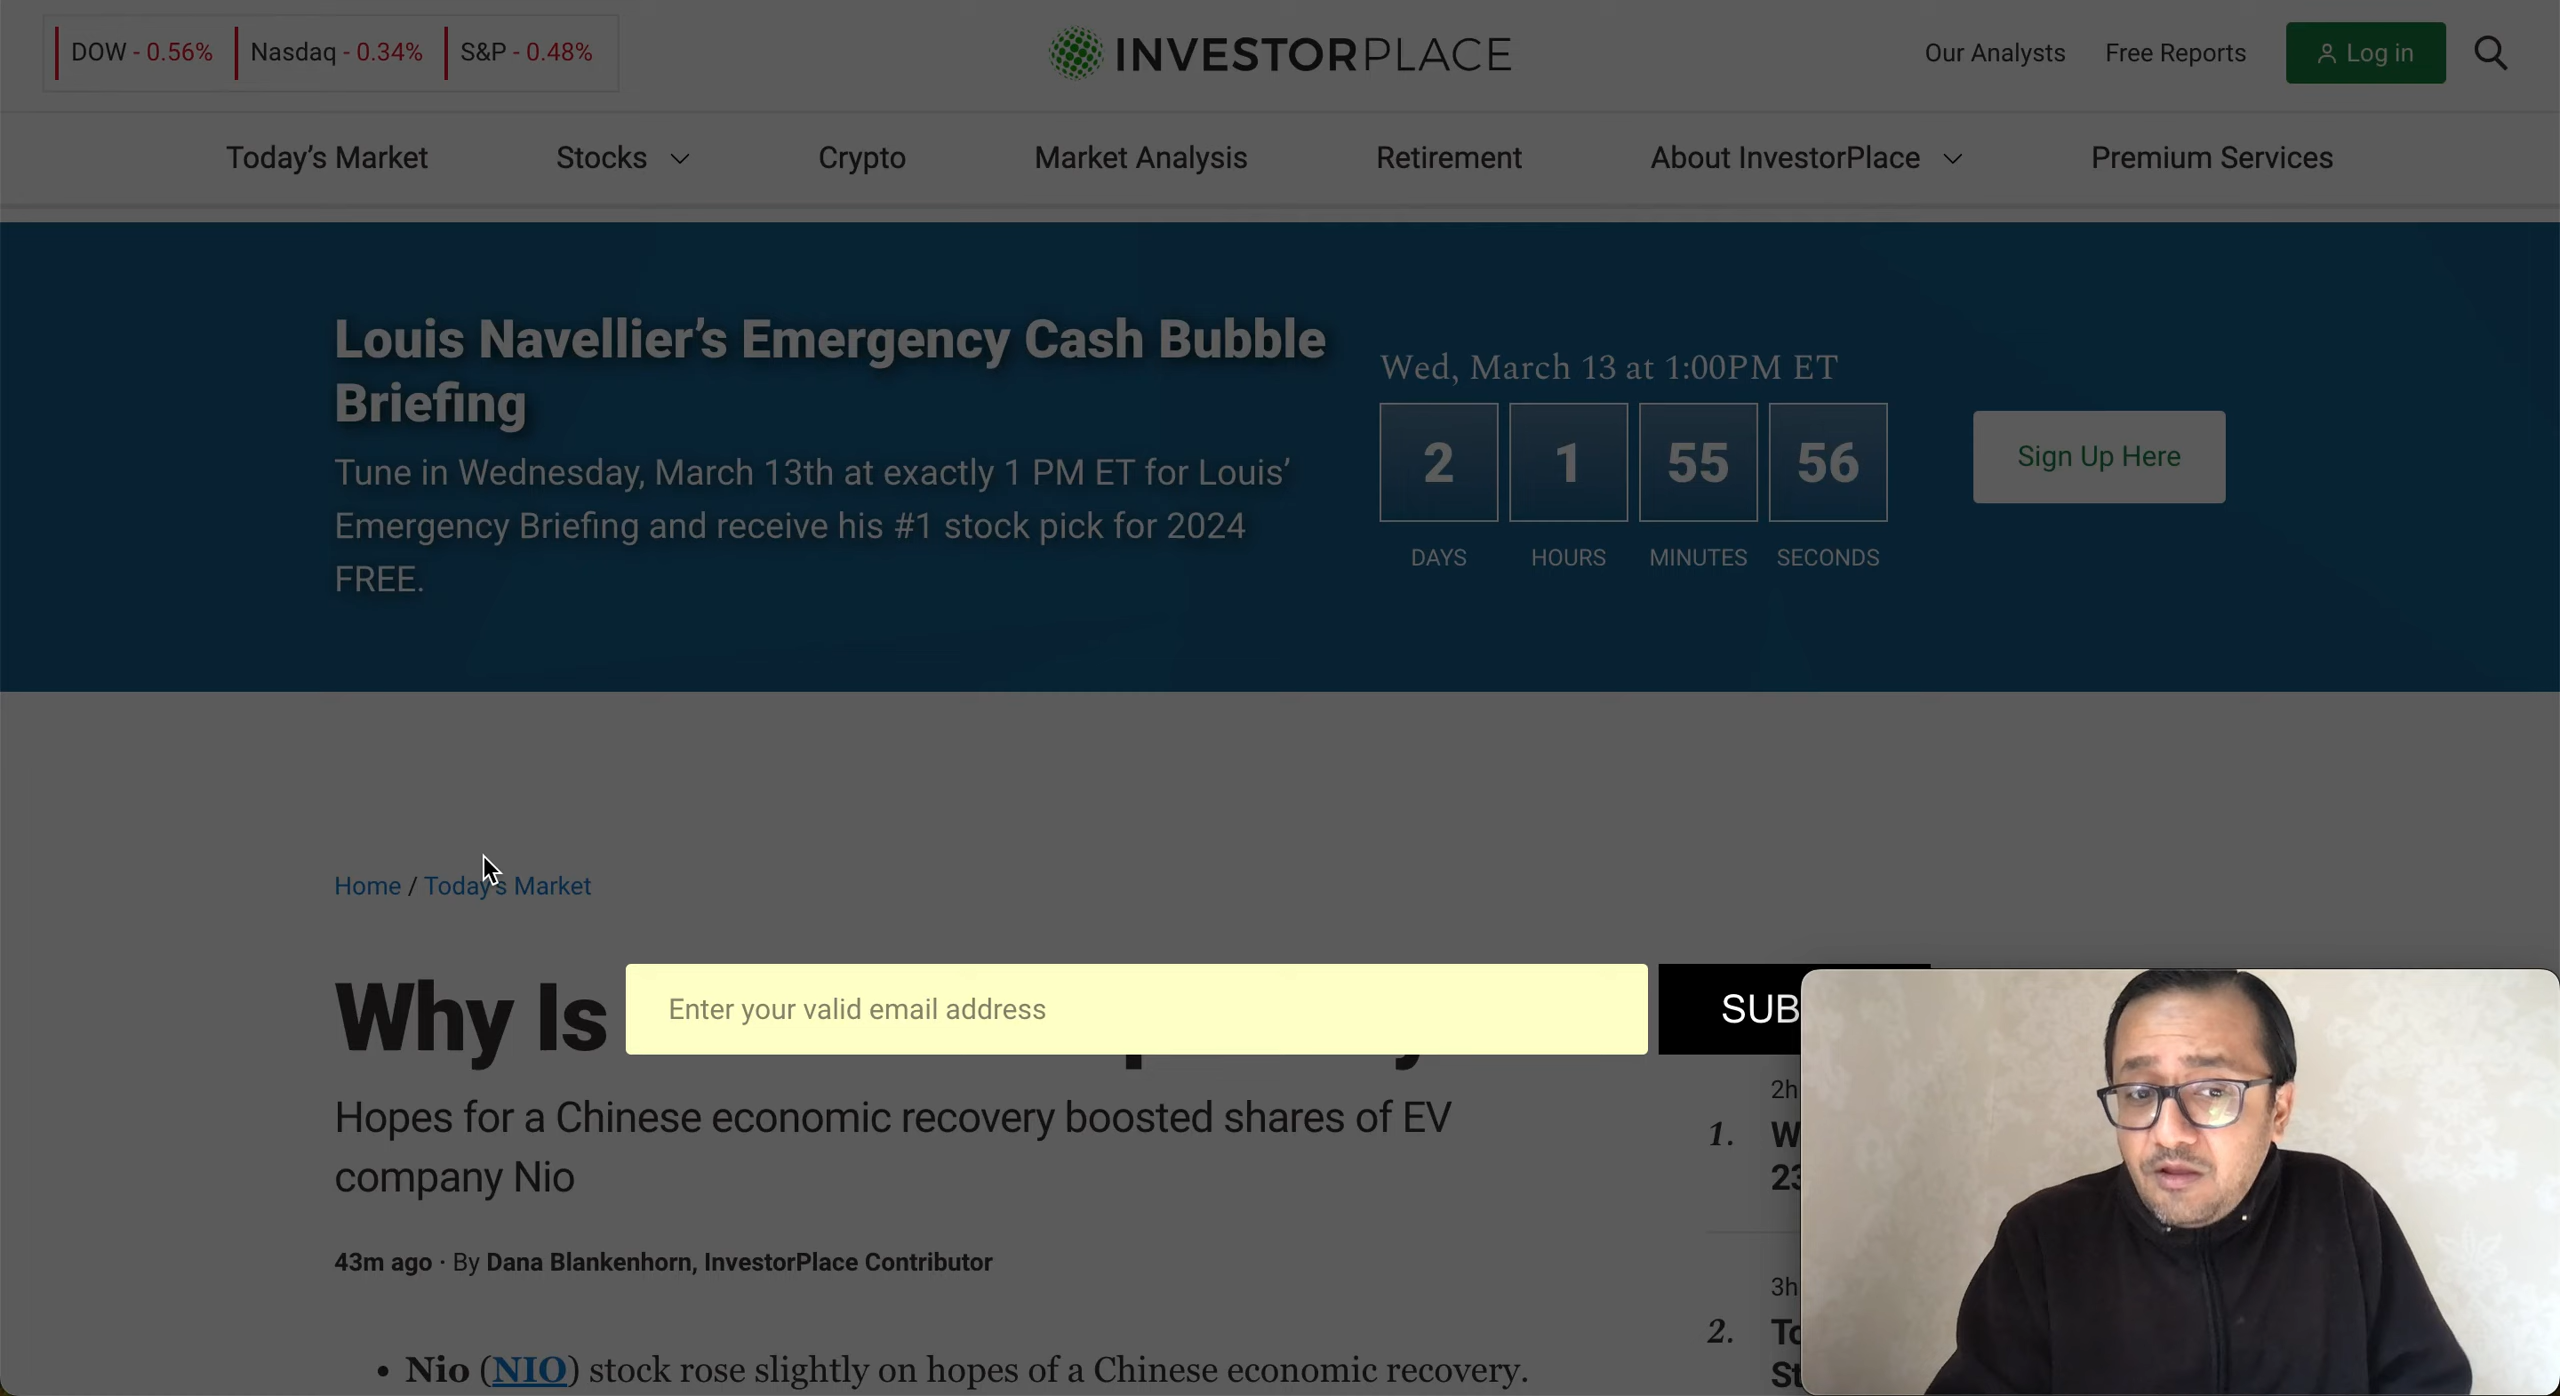 DOW - 0.56% Nasdaq - 0.34% S&P - 0.48%
INVESTORPLACE
Our Analysts Free Reports Log in
Today’s Market Stocks Crypto Market Analysis Retirement About InvestorPlace Premium Services
Louis Navellier’s Emergency Cash Bubble
Briefing
Tune in Wednesday, March 13th at exactly 1 PM ET for Louis’
Emergency Briefing and receive his #1 stock pick for 2024
FREE.
Wed, March 13 at 1:00PM ET
2 1 55 56
DAYS HOURS MINUTES SECONDS
Sign Up Here
Home / Today's Market
Why Is
Enter your valid email address
SUB
Hopes for a Chinese economic recovery boosted shares of EV
company Nio
43m ago · By Dana Blankenhorn, InvestorPlace Contributor
• Nio (NIO) stock rose slightly on hopes of a Chinese economic recovery.
2h
1.
23
3h
2.